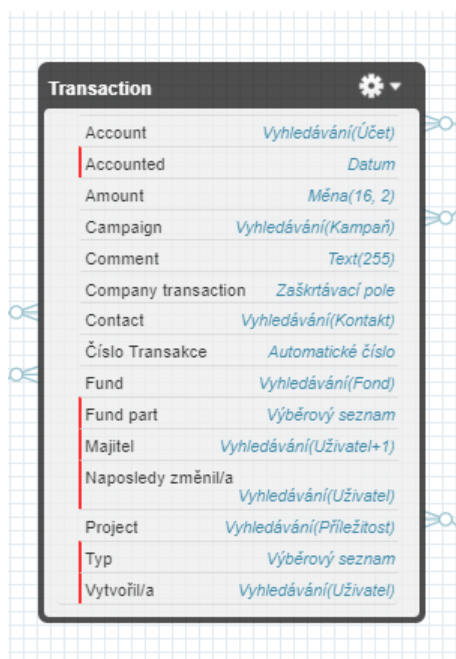 Transaction
Account Vyhledávání(Účet)
Accounted Datum
Amount Měna(16, 2)
Campaign Vyhledávání(Kampaň)
Comment Text(255)
Company transaction Zaškrtávací pole
Contact Vyhledávání(Kontakt)
Číslo Transakce Automatické číslo
Fund Vyhledávání(Fond)
Fund part Výběrový seznam
Majitel Vyhledávání(Uživatel+1)
Naposledy změnil/a
Vyhledávání(Uživatel)
Project Vyhledávání(Příležitost)
Typ Výběrový seznam
Vytvořil/a Vyhledávání(Uživatel)